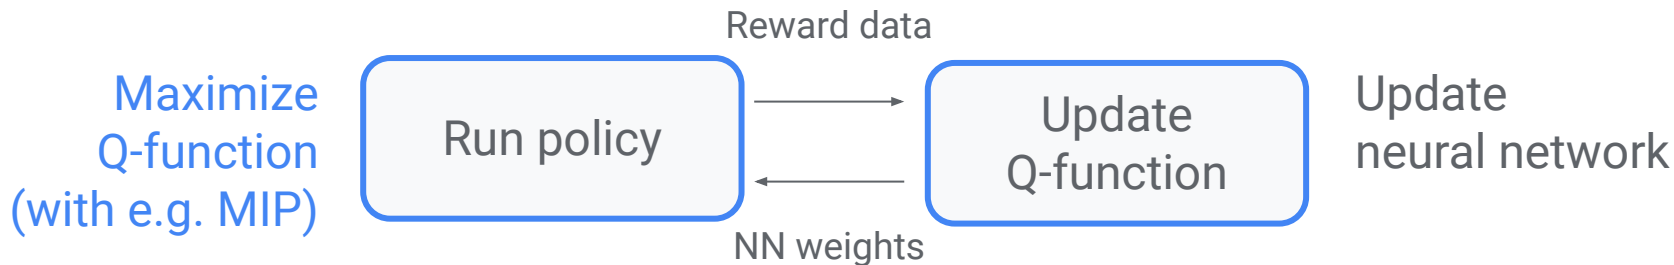 Reward data
Maximize
Q-function
(with e.g. MIP)
Run policy
Update
Q-function
Update
neural network
NN weights